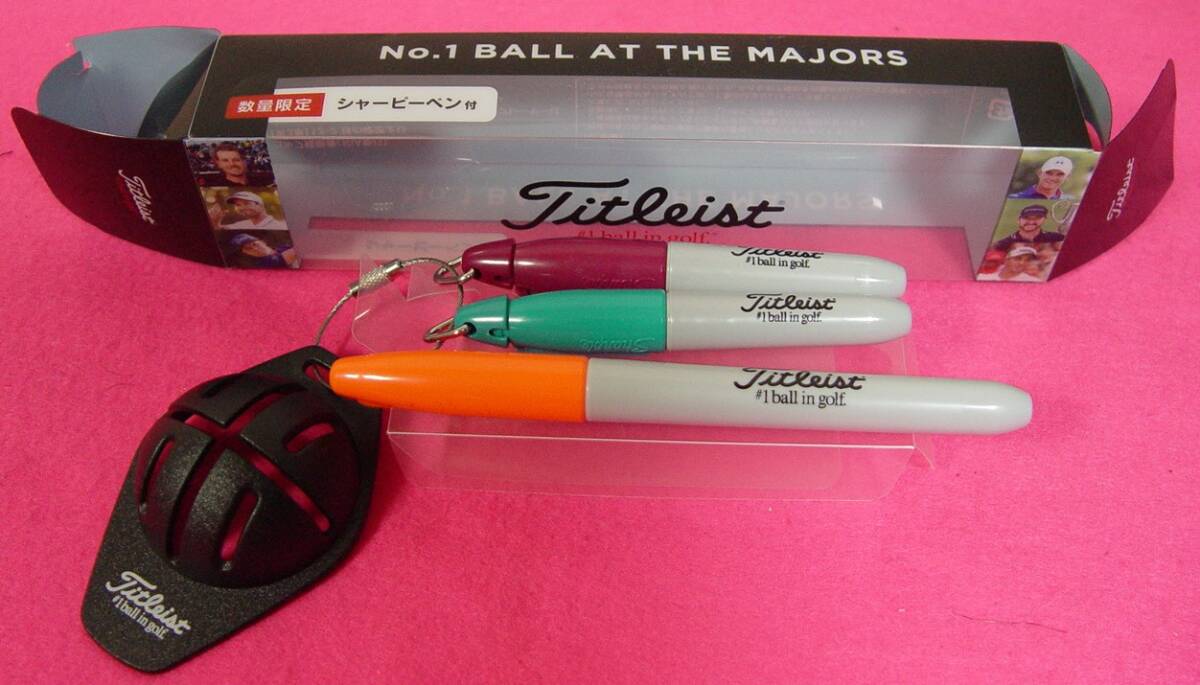 No.1 BALL AT THE MAJORS
数量限定 シャーピーペン付
Titleist
#1 ball in golf.™
Titleist
Titleist
Titleist
#1 ball in golf.
Titleist
#1 ball in golf.
Sharpie
Titleist
#1 ball in golf.
Titleist
#1 ball in golf.